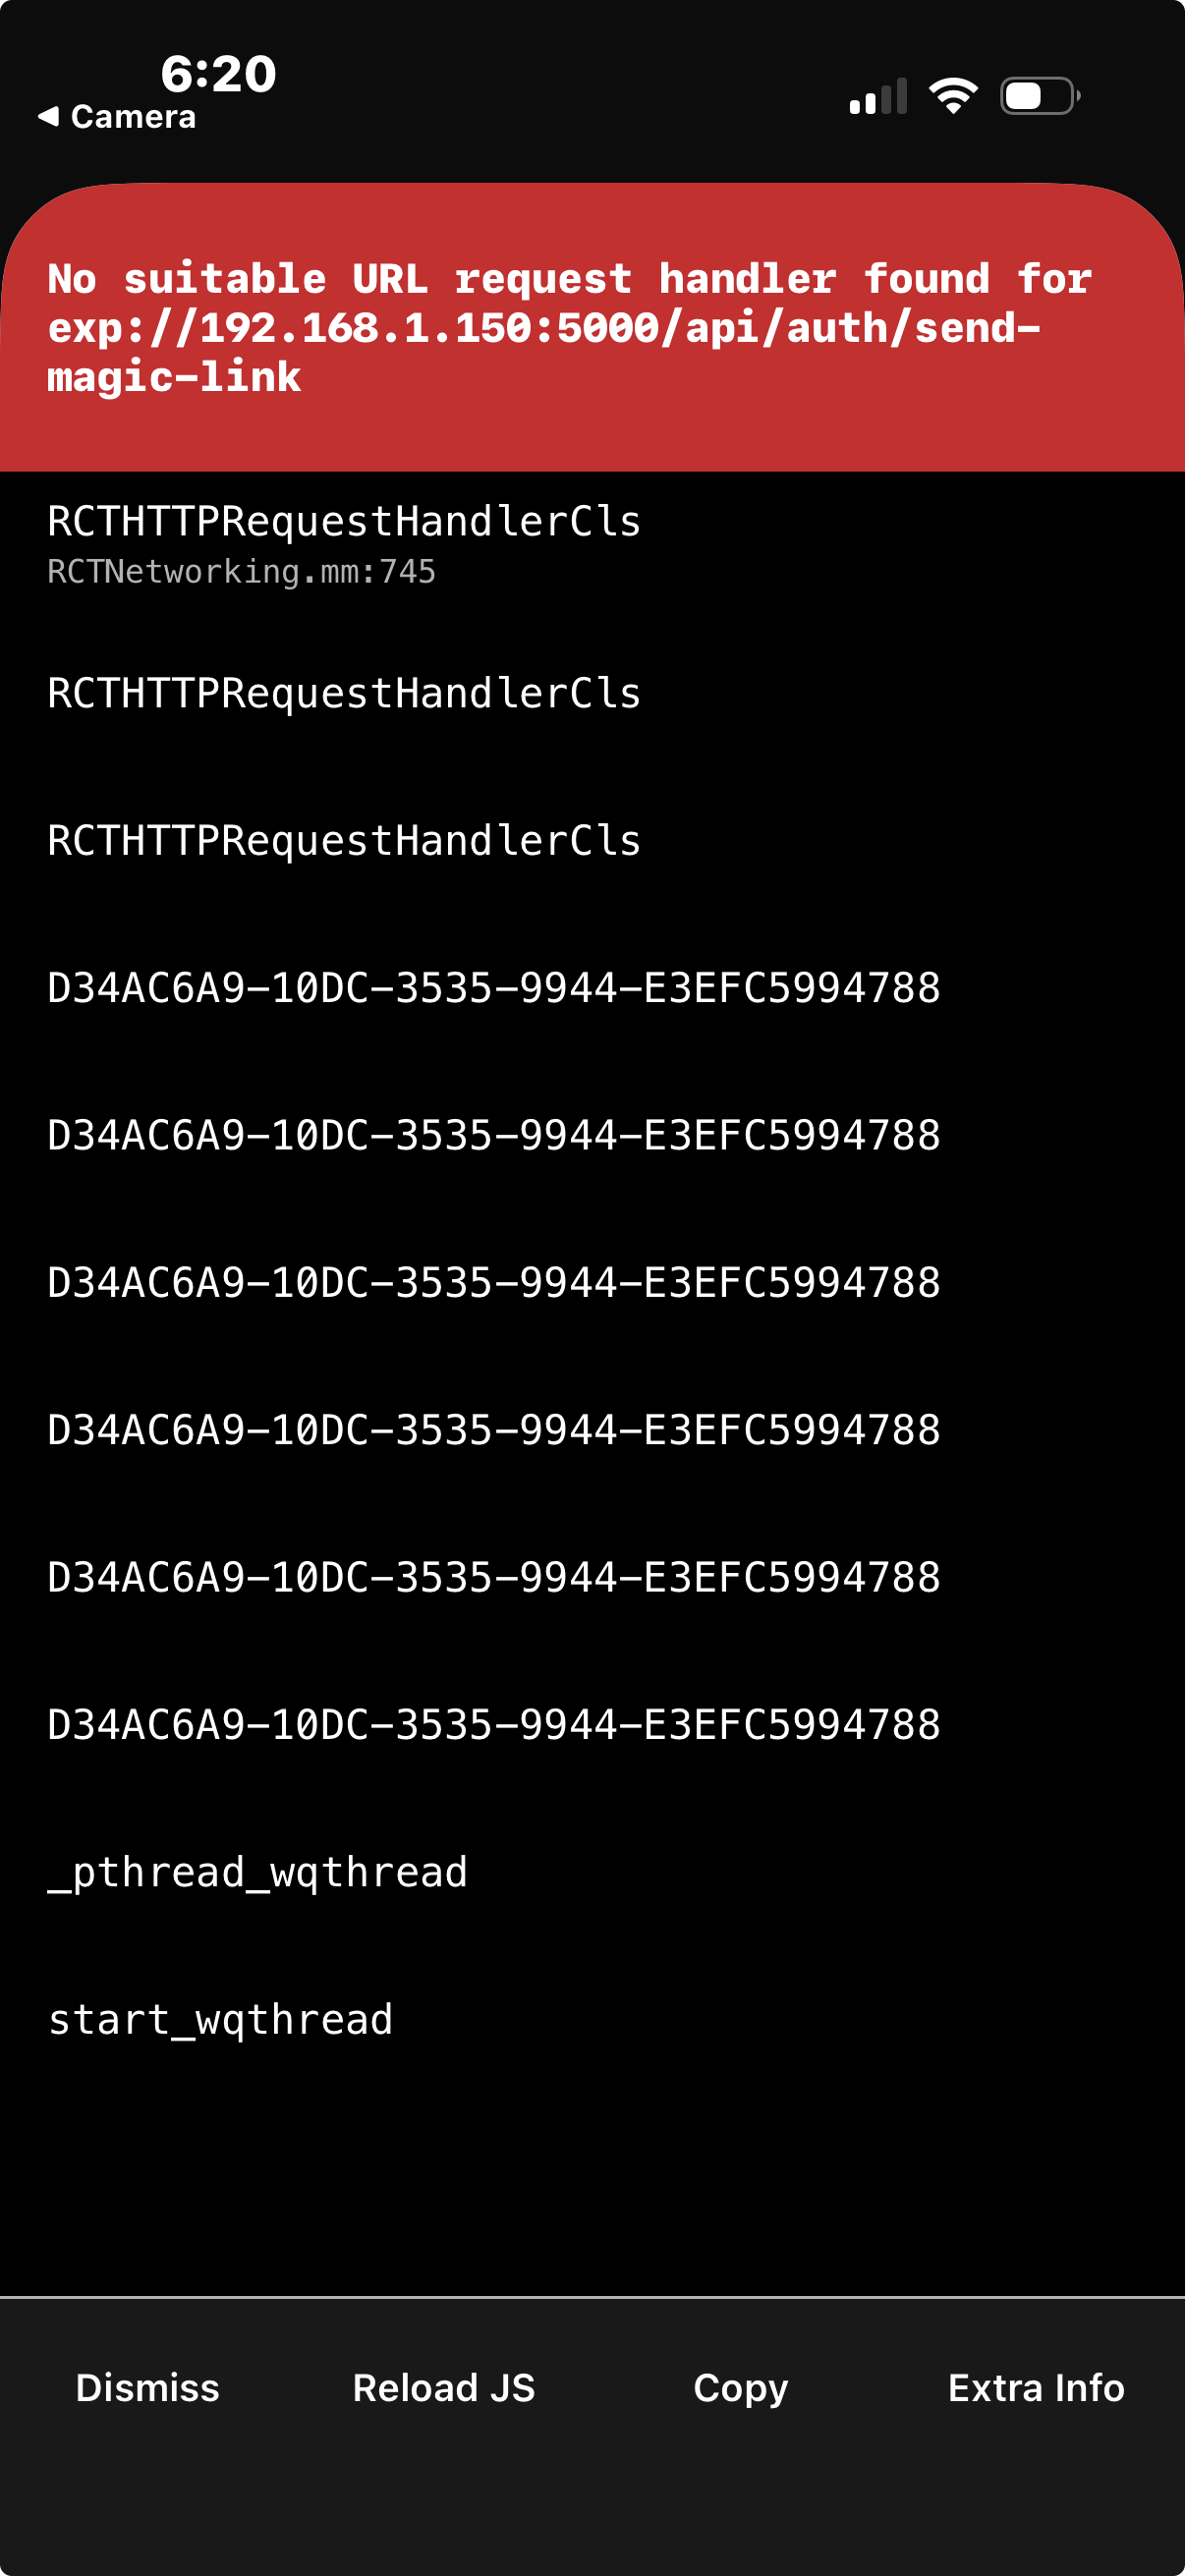 6:20
◀ Camera
No suitable URL request handler found for
exp://192.168.1.150:5000/api/auth/send-
magic-link
RCTHTTPRequestHandlerCls
RCTNetworking.mm:745
RCTHTTPRequestHandlerCls
RCTHTTPRequestHandlerCls
D34AC6A9-10DC-3535-9944-E3EFC5994788
D34AC6A9-10DC-3535-9944-E3EFC5994788
D34AC6A9-10DC-3535-9944-E3EFC5994788
D34AC6A9-10DC-3535-9944-E3EFC5994788
D34AC6A9-10DC-3535-9944-E3EFC5994788
D34AC6A9-10DC-3535-9944-E3EFC5994788
_pthread_wqthread
start_wqthread
Dismiss Reload JS Copy Extra Info